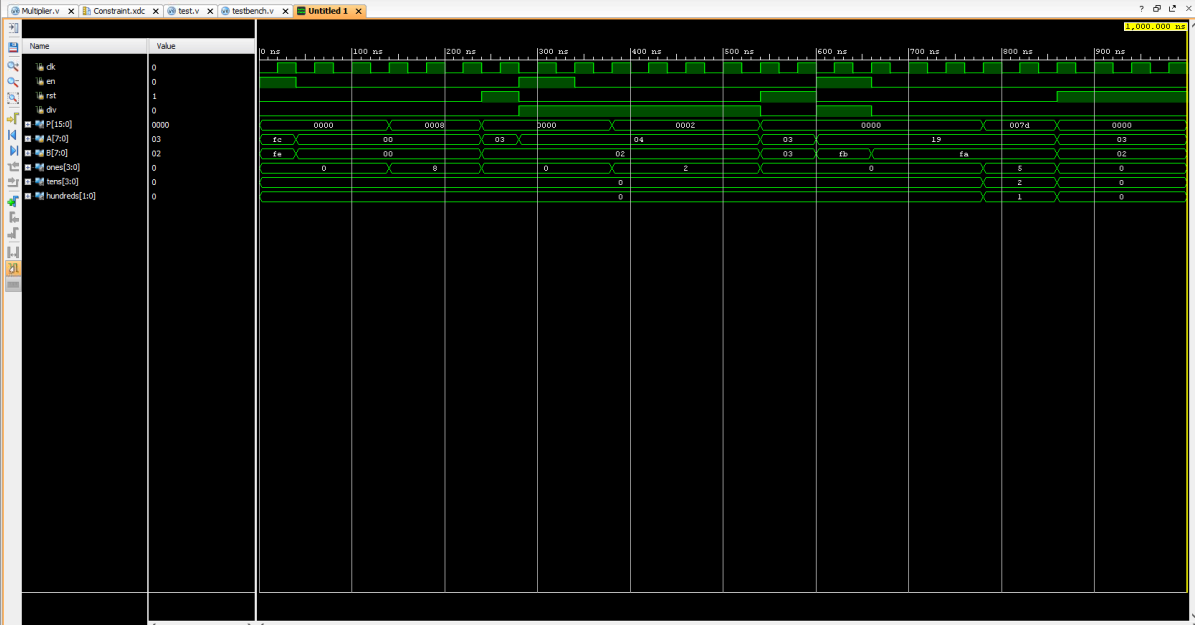 Multiplier.v Constraint.xdc test.v testbench.v Untitled 1
1,000.000 ns
Name Value
0 ns 100 ns 200 ns 300 ns 400 ns 500 ns 600 ns 700 ns 800 ns 900 ns
clk 0
en 0
rst 1
div 0
P[15:0] 0000 0000 0008 0000 0002 0000 007d 0000
A[7:0] 03 fc 00 03 04 03 19 03
B[7:0] 02 fe 00 02 03 fb fa 02
ones[3:0] 0 0 8 0 2 0 5 0
tens[3:0] 0 0 2 0
hundreds[1:0] 0 0 1 0